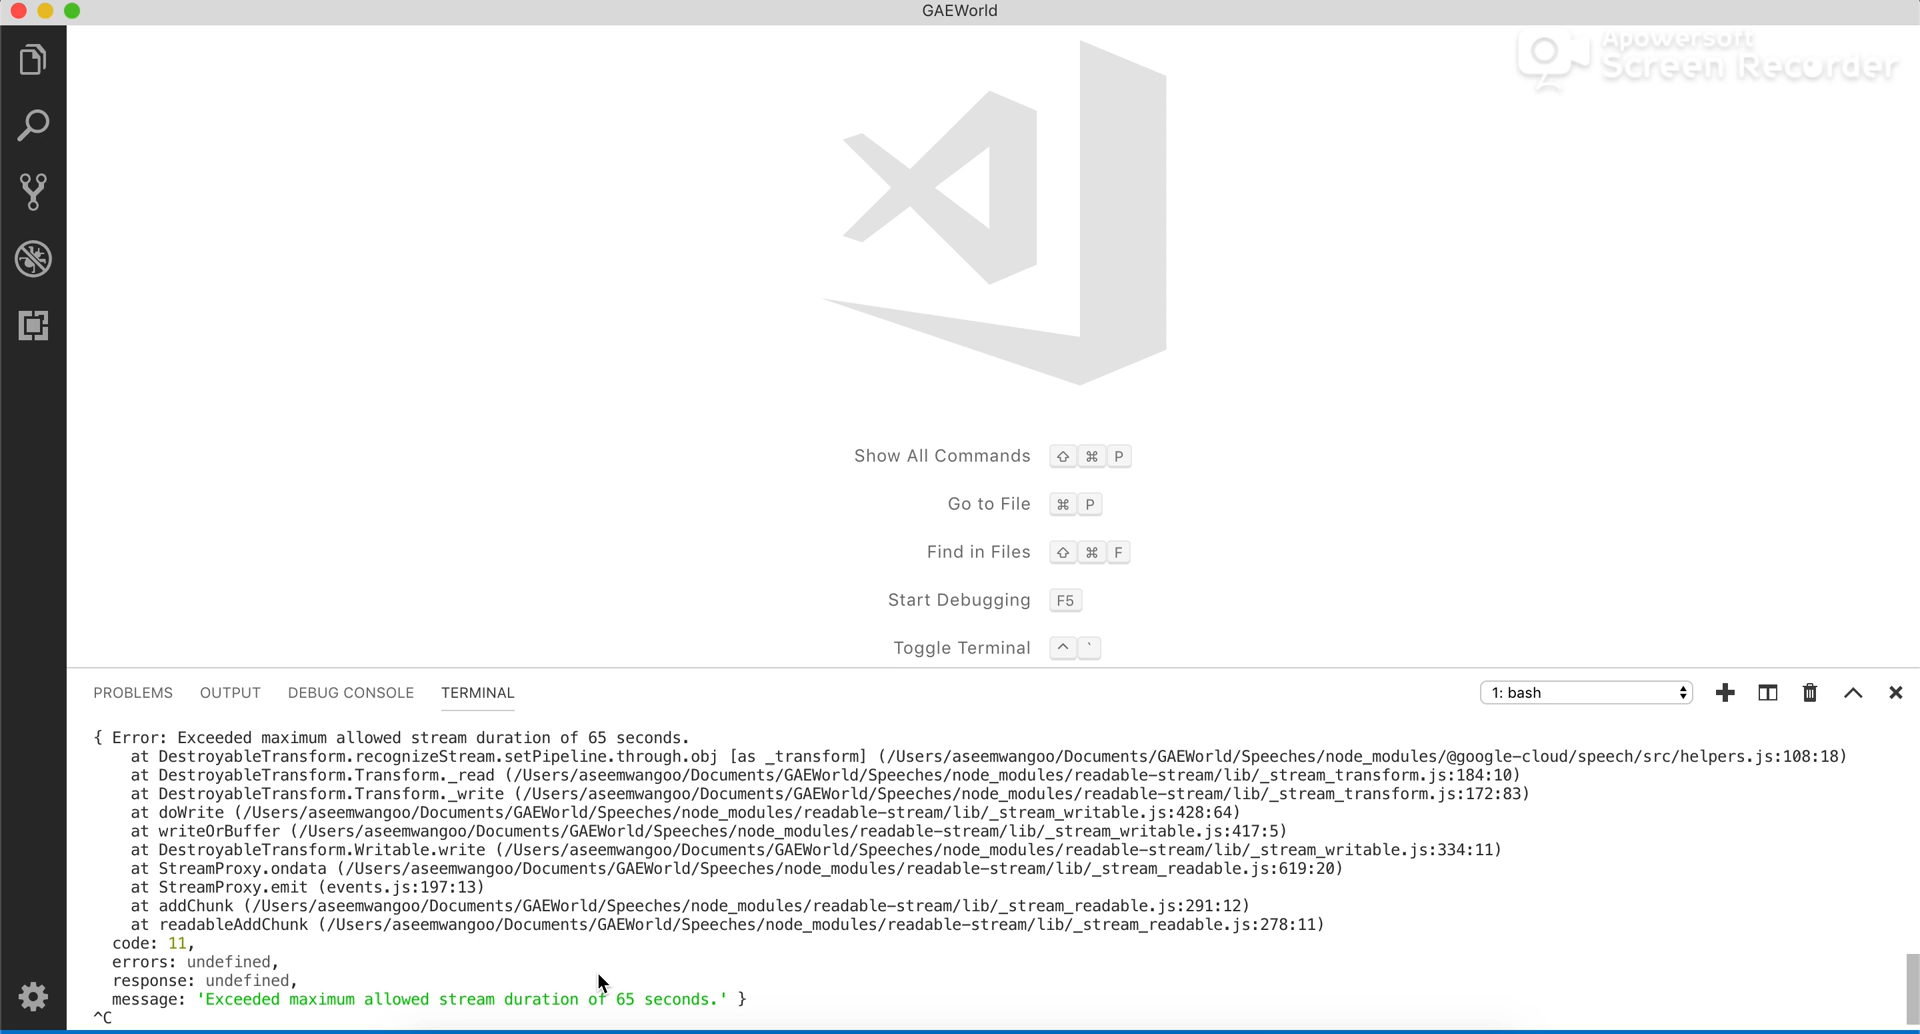 GAEWorld
Apowersoft
Screen Recorder
Show All Commands ⇧ ⌘ P
Go to File ⌘ P
Find in Files ⇧ ⌘ F
Start Debugging F5
Toggle Terminal ^ `
PROBLEMS OUTPUT DEBUG CONSOLE TERMINAL 1: bash
{ Error: Exceeded maximum allowed stream duration of 65 seconds.
at DestroyableTransform.recognizeStream.setPipeline.through.obj [as _transform] (/Users/aseemwangoo/Documents/GAEWorld/Speeches/node_modules/@google-cloud/speech/src/helpers.js:108:18)
at DestroyableTransform.Transform._read (/Users/aseemwangoo/Documents/GAEWorld/Speeches/node_modules/readable-stream/lib/_stream_transform.js:184:10)
at DestroyableTransform.Transform._write (/Users/aseemwangoo/Documents/GAEWorld/Speeches/node_modules/readable-stream/lib/_stream_transform.js:172:83)
at doWrite (/Users/aseemwangoo/Documents/GAEWorld/Speeches/node_modules/readable-stream/lib/_stream_writable.js:428:64)
at writeOrBuffer (/Users/aseemwangoo/Documents/GAEWorld/Speeches/node_modules/readable-stream/lib/_stream_writable.js:417:5)
at DestroyableTransform.Writable.write (/Users/aseemwangoo/Documents/GAEWorld/Speeches/node_modules/readable-stream/lib/_stream_writable.js:334:11)
at StreamProxy.ondata (/Users/aseemwangoo/Documents/GAEWorld/Speeches/node_modules/readable-stream/lib/_stream_readable.js:619:20)
at StreamProxy.emit (events.js:197:13)
at addChunk (/Users/aseemwangoo/Documents/GAEWorld/Speeches/node_modules/readable-stream/lib/_stream_readable.js:291:12)
at readableAddChunk (/Users/aseemwangoo/Documents/GAEWorld/Speeches/node_modules/readable-stream/lib/_stream_readable.js:278:11)
code: 11,
errors: undefined,
response: undefined,
message: 'Exceeded maximum allowed stream duration of 65 seconds.' }
^C